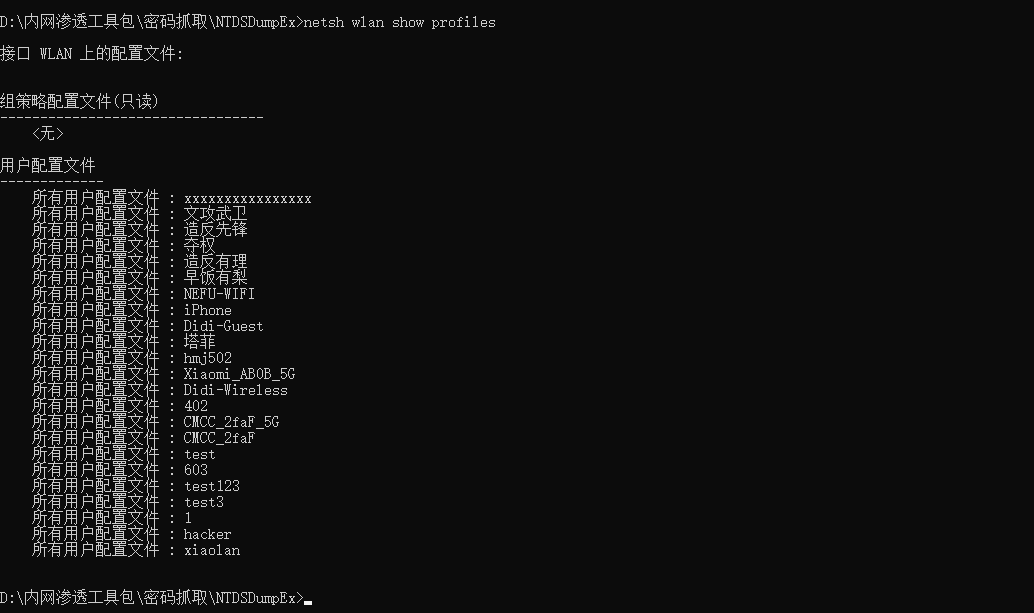 D:\内网渗透工具包\密码抓取\NTDSDumpEx>netsh wlan show profiles
接口 WLAN 上的配置文件:
组策略配置文件(只读)
---------------------------------
<无>
用户配置文件
-------------
所有用户配置文件 : xxxxxxxxxxxxxxxx
所有用户配置文件 : 文攻武卫
所有用户配置文件 : 造反先锋
所有用户配置文件 : 夺权
所有用户配置文件 : 造反有理
所有用户配置文件 : 早饭有梨
所有用户配置文件 : NEFU-WIFI
所有用户配置文件 : iPhone
所有用户配置文件 : Didi-Guest
所有用户配置文件 : 塔菲
所有用户配置文件 : hmj502
所有用户配置文件 : Xiaomi_AB0B_5G
所有用户配置文件 : Didi-Wireless
所有用户配置文件 : 402
所有用户配置文件 : CMCC_2faF_5G
所有用户配置文件 : CMCC_2faF
所有用户配置文件 : test
所有用户配置文件 : 603
所有用户配置文件 : test123
所有用户配置文件 : test3
所有用户配置文件 : 1
所有用户配置文件 : hacker
所有用户配置文件 : xiaolan
D:\内网渗透工具包\密码抓取\NTDSDumpEx>